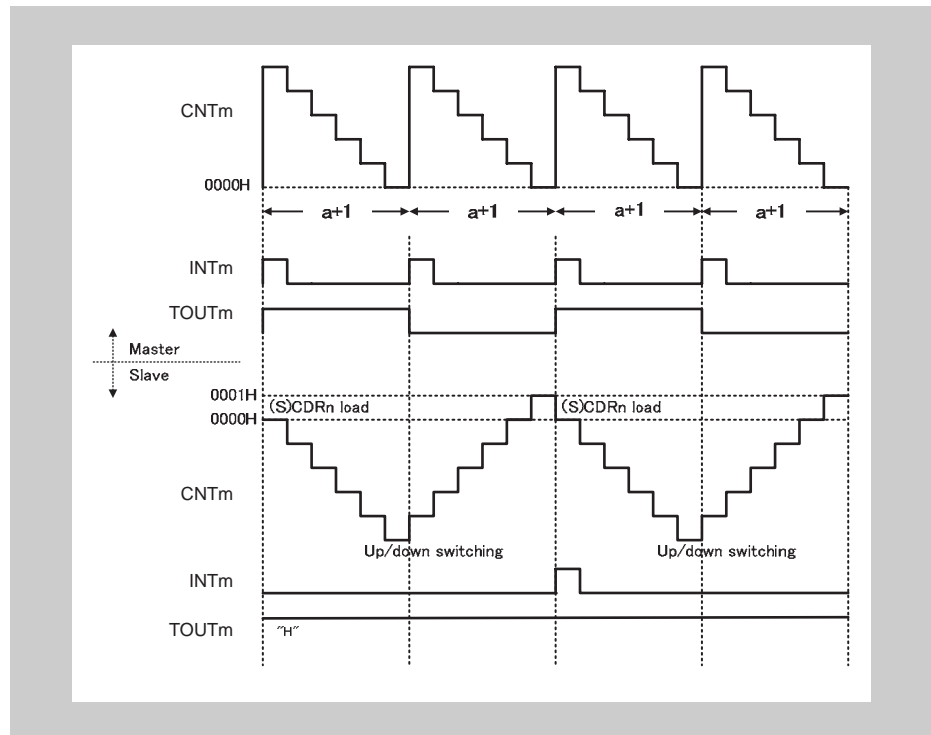 CNTm
0000H
a+1 a+1 a+1 a+1
INTm
TOUTm
Master
Slave
0001H
(S)CDRn load (S)CDRn load
0000H
CNTm
Up/down switching Up/down switching
INTm
TOUTm
"H"